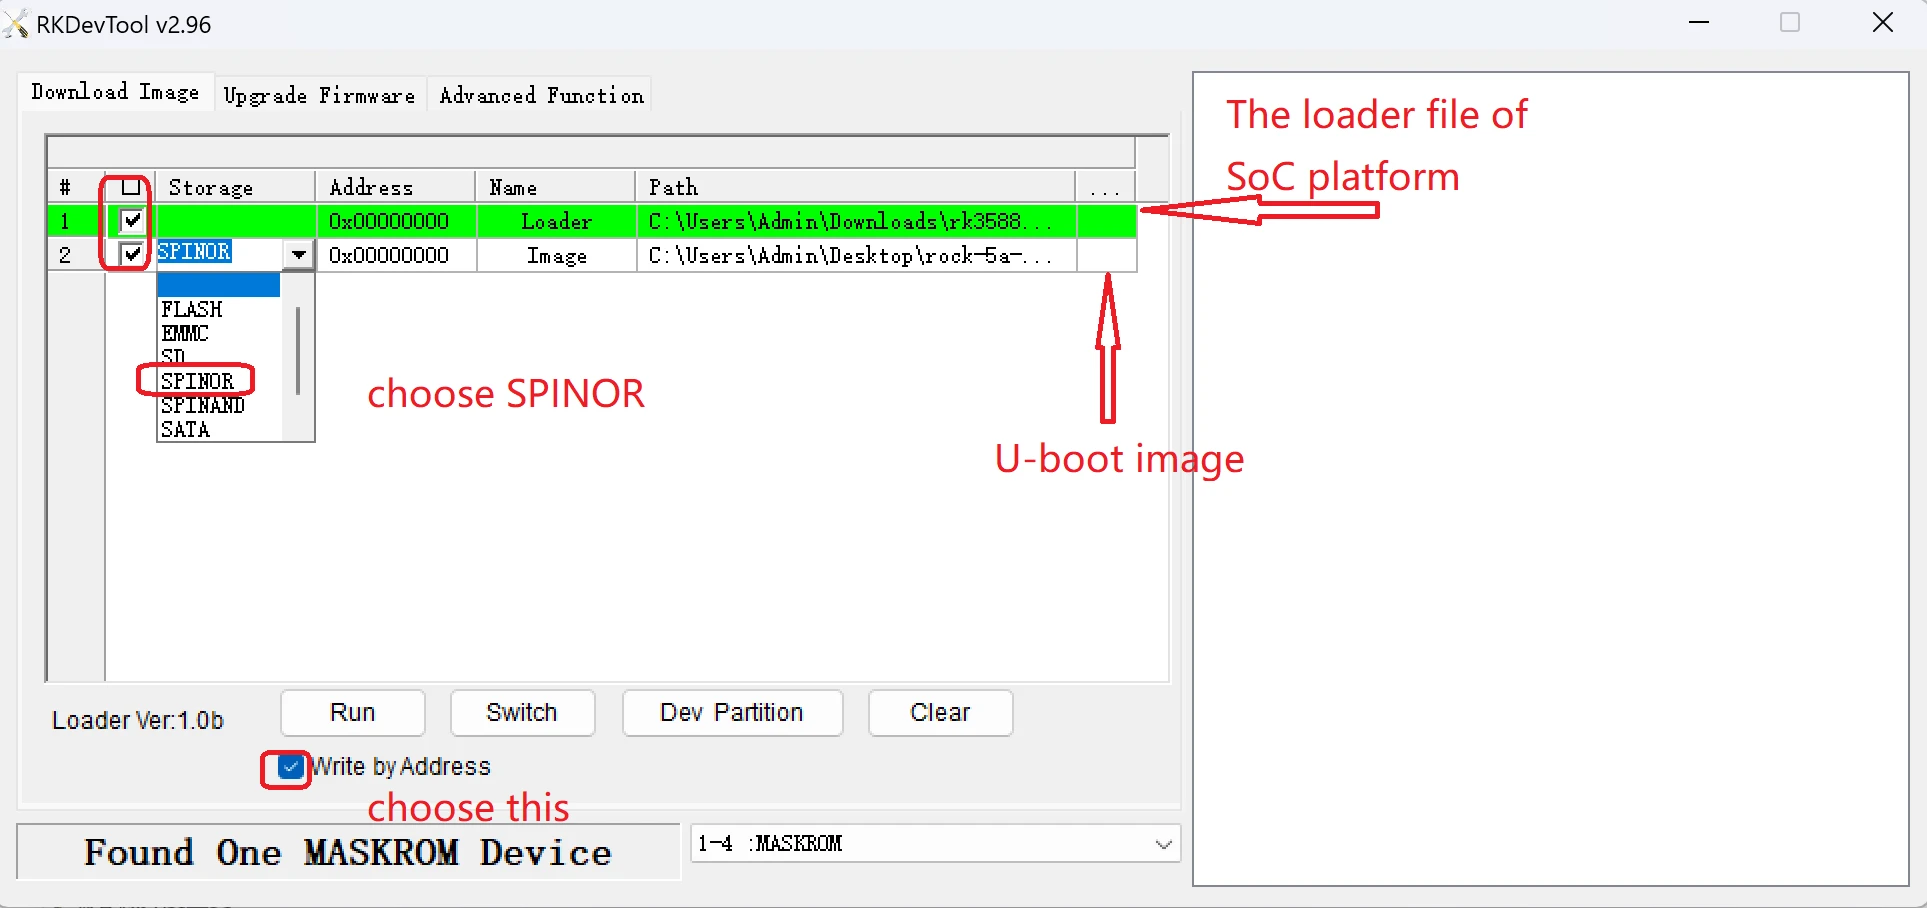 RKDevTool v2.96
Download Image Upgrade Firmware Advanced Function
The loader file of
SoC platform
# Storage Address Name Path ...
1 0x00000000 Loader C:\Users\Admin\Downloads\rk3588...
2 SPINOR 0x00000000 Image C:\Users\Admin\Desktop\rock-5a-...
FLASH
EMMC
SD
SPINOR
SPINAND
SATA
choose SPINOR
U-boot image
Loader Ver:1.0b Run Switch Dev Partition Clear
Write by Address
choose this
Found One MASKROM Device 1-4 :MASKROM